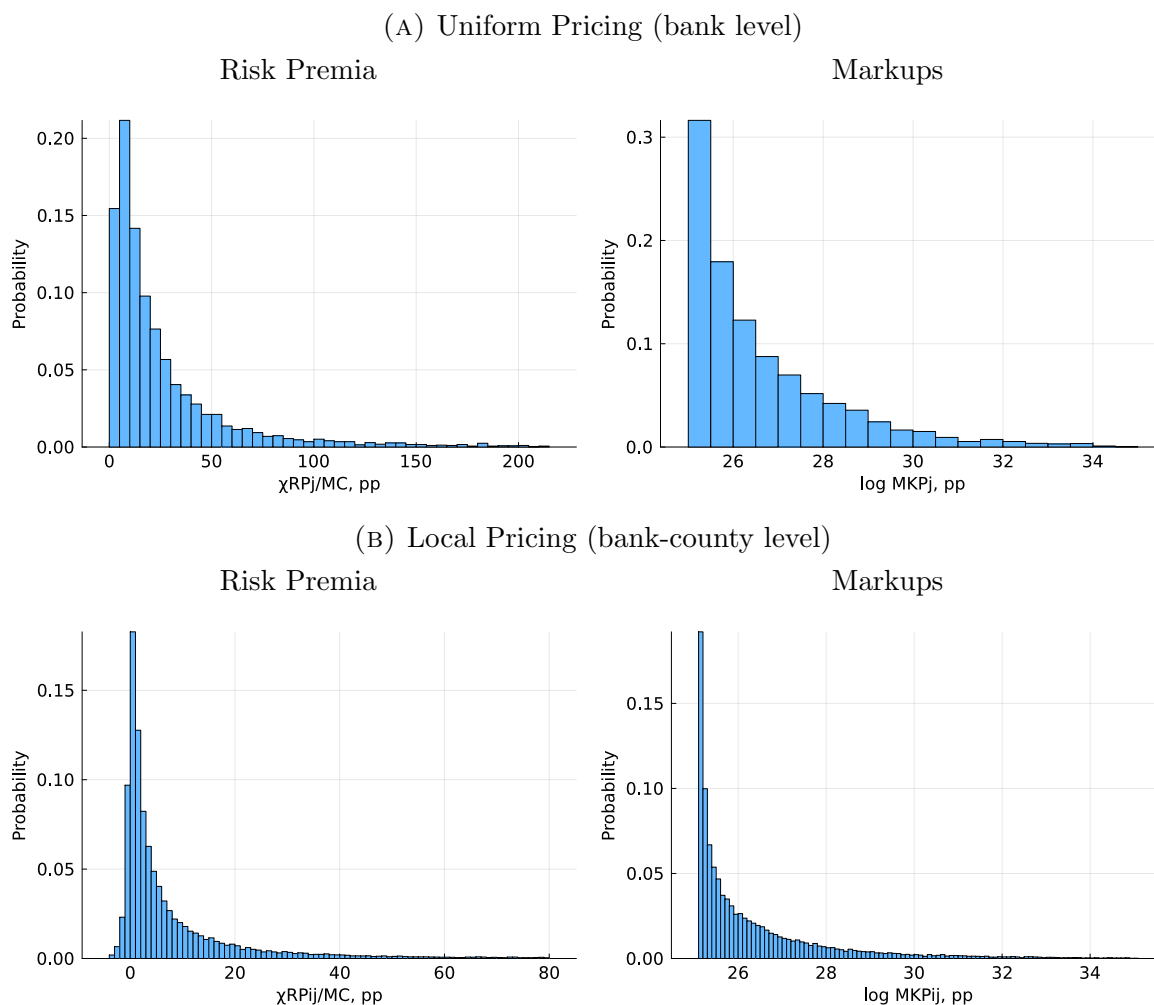 (A) Uniform Pricing (bank level)
Risk Premia
Markups
0.20
0.15
0.10
0.05
0.00
Probability
0 50 100 150 200
χRPj/MC, pp
0.3
0.2
0.1
0.0
Probability
26 28 30 32 34
log MKPj, pp
(B) Local Pricing (bank-county level)
Risk Premia
Markups
0.15
0.10
0.05
0.00
Probability
0 20 40 60 80
χRPij/MC, pp
0.15
0.10
0.05
0.00
Probability
26 28 30 32 34
log MKPij, pp